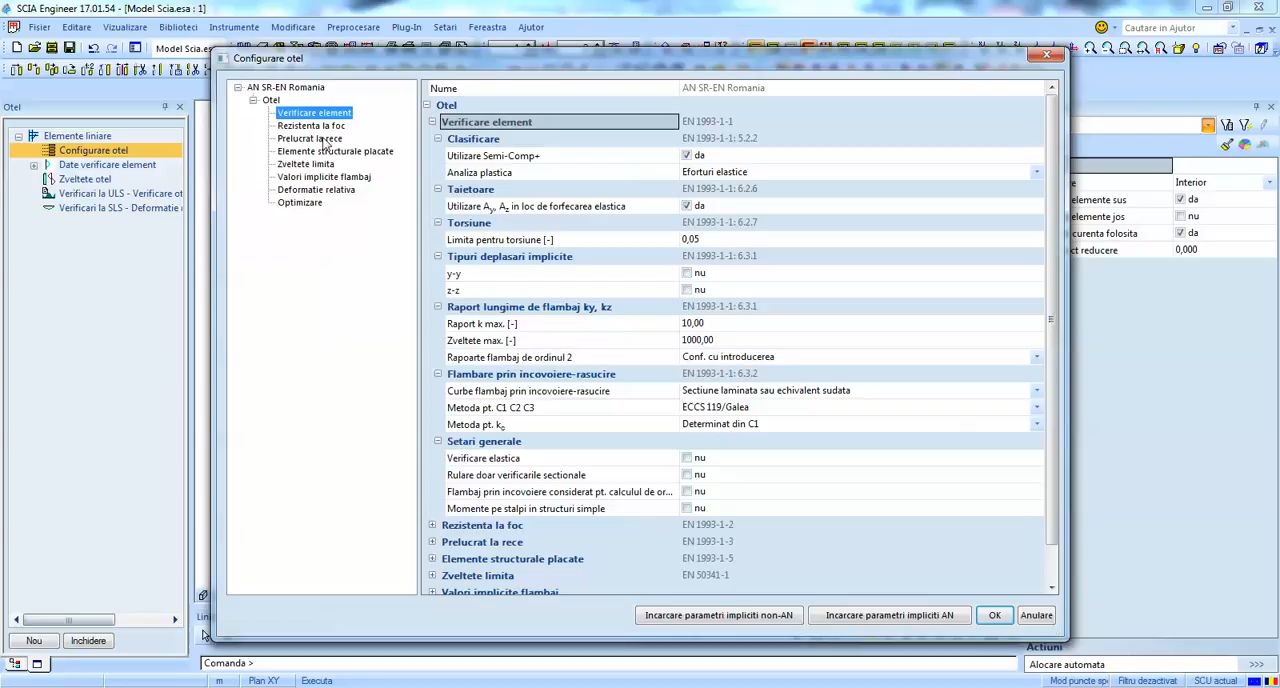 SCIA Engineer 17.01.54 - [Model Scia.esa : 1]
Fisier Editare Vizualizare Biblioteci Instrumente Modificare Preprocesare Plug-In Setari Fereastra Ajutor
Cautare in Ajutor
Model Scia.es
Configurare otel
Otel
Elemente liniare
Configurare otel
Date verificare element
Zveltete otel
Verificari la ULS - Verificare ot
Verificari la SLS - Deformatie r
Nou Inchidere
AN SR-EN Romania
Otel
Verificare element
Rezistenta la foc
Prelucrat la rece
Elemente structurale placate
Zveltete limita
Valori implicite flambaj
Deformatie relativa
Optimizare
Nume AN SR-EN Romania
Otel
Verificare element EN 1993-1-1
Clasificare EN 1993-1-1: 5.2.2
Utilizare Semi-Comp+ da
Analiza plastica Eforturi elastice
Taietoare EN 1993-1-1: 6.2.6
Utilizare Ay, Az in loc de forfecarea elastica da
Torsiune EN 1993-1-1: 6.2.7
Limita pentru torsiune [-] 0,05
Tipuri deplasari implicite EN 1993-1-1: 6.3.1
y-y nu
z-z nu
Raport lungime de flambaj ky, kz EN 1993-1-1: 6.3.1
Raport k max. [-] 10,00
Zveltete max. [-] 1000,00
Rapoarte flambaj de ordinul 2 Conf. cu introducerea
Flambare prin incovoiere-rasucire EN 1993-1-1: 6.3.2
Curbe flambaj prin incovoiere-rasucire Sectiune laminata sau echivalent sudata
Metoda pt. C1 C2 C3 ECCS 119/Galea
Metoda pt. kc Determinat din C1
Setari generale
Verificare elastica nu
Rulare doar verificarile sectionale nu
Flambaj prin incovoiere considerat pt. calculul de or... nu
Momente pe stalpi in structuri simple nu
Rezistenta la foc EN 1993-1-2
Prelucrat la rece EN 1993-1-3
Elemente structurale placate EN 1993-1-5
Zveltete limita EN 50341-1
Valori implicite flambaj
Incarcare parametri impliciti non-AN Incarcare parametri impliciti AN OK Anulare
Interior
elemente sus da
elemente jos nu
curenta folosita da
ct reducere 0,000
Actiuni
Alocare automata >>>
Comanda >
m Plan XY Executa Mod puncte sp Filtru dezactivat SCU actual